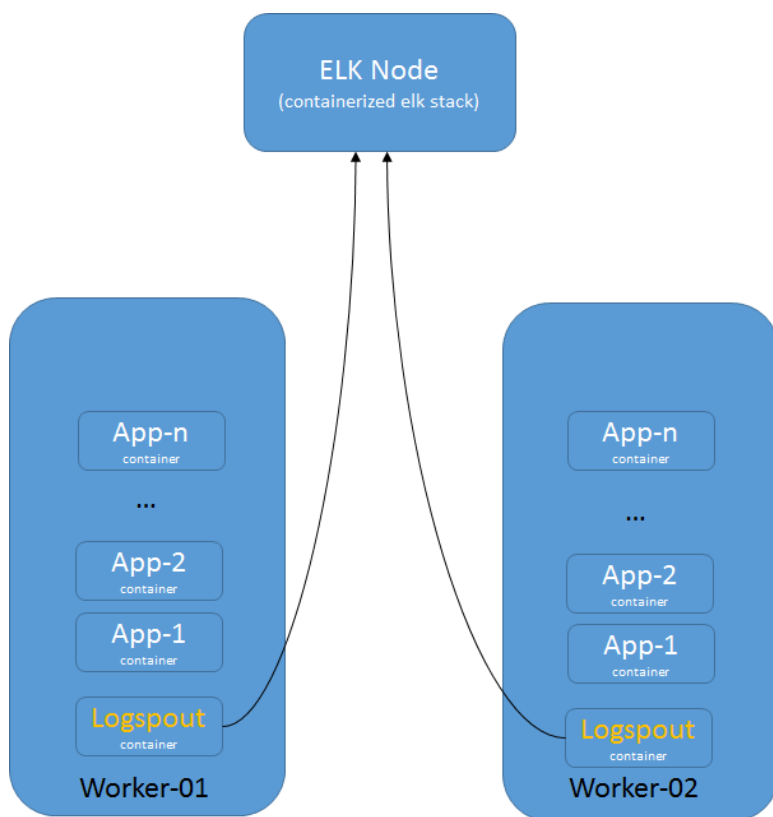 ELK Node
(containerized elk stack)
App-n
container
...
App-2
container
App-1
container
Logspout
container
Worker-01
App-n
container
...
App-2
container
App-1
container
Logspout
container
Worker-02